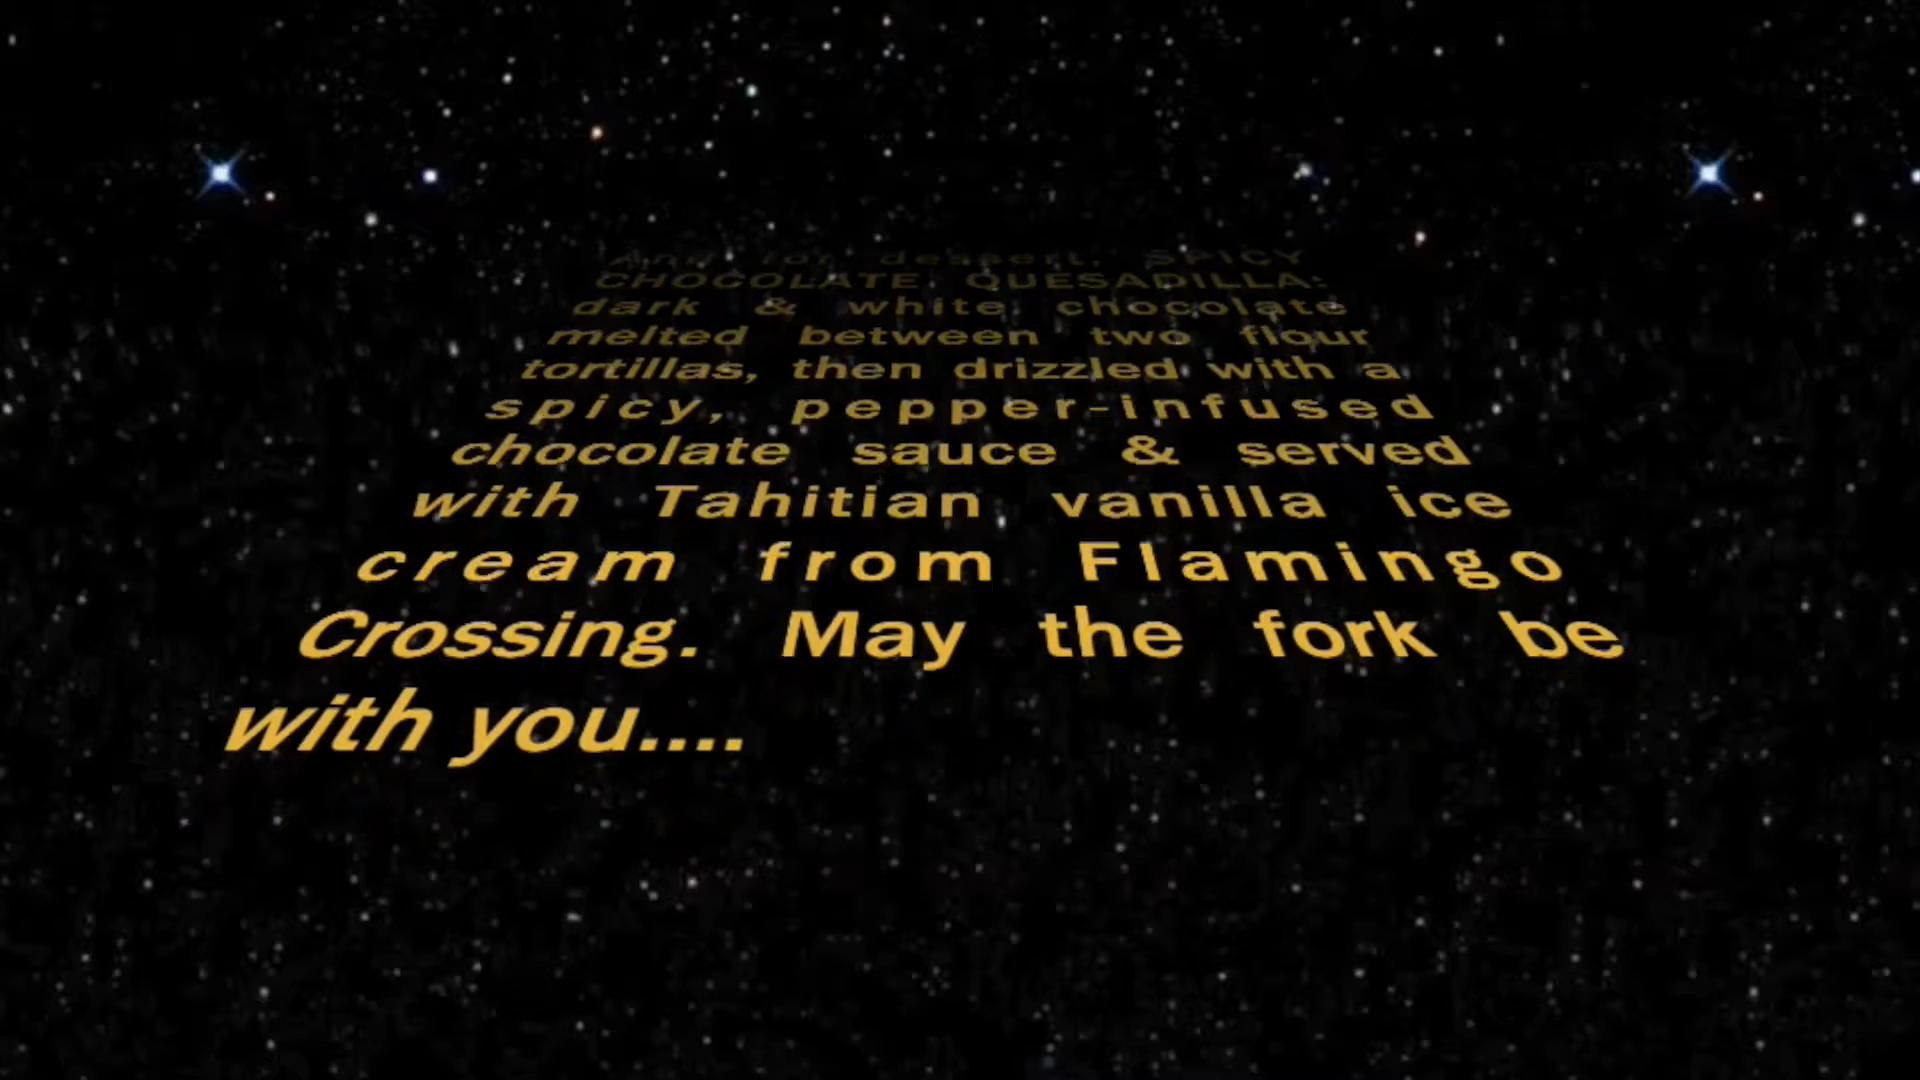 And for dessert, SPICY
CHOCOLATE QUESADILLA:
dark & white chocolate
melted between two flour
tortillas, then drizzled with a
spicy, pepper-infused
chocolate sauce & served
with Tahitian vanilla ice
cream from Flamingo
Crossing. May the fork be
with you....